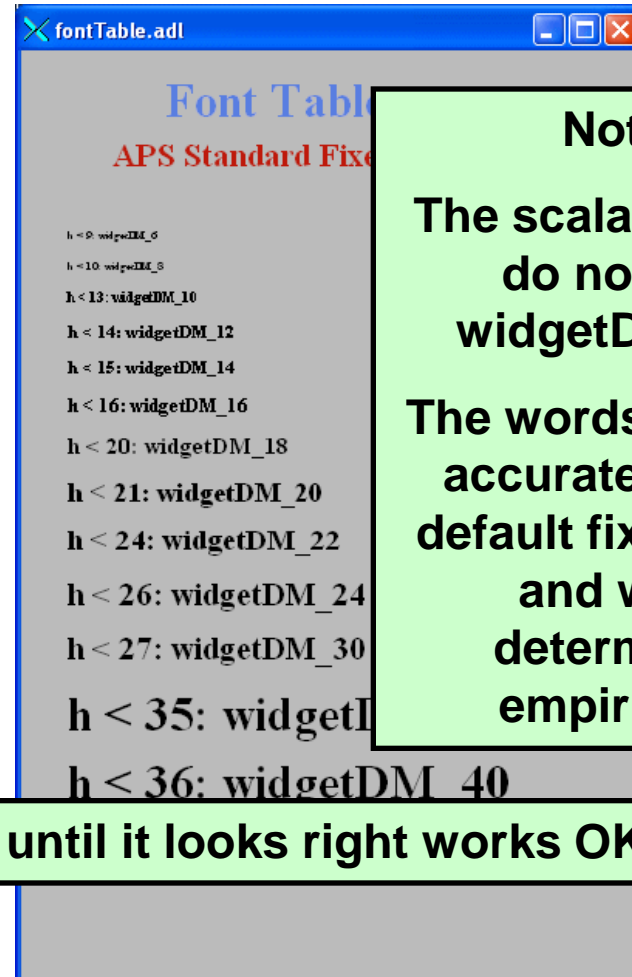 fontTable.adl
Font Table
APS Standard Fixe
h < 9: widgetDM_6
h < 10: widgetDM_8
h < 13: widgetDM_10
h < 14: widgetDM_12
h < 15: widgetDM_14
h < 16: widgetDM_16
h < 20: widgetDM_18
h < 21: widgetDM_20
h < 24: widgetDM_22
h < 26: widgetDM_24
h < 27: widgetDM_30
h < 35: widget
h < 36: widgetDM_40
Not
The scala
do no
widgetD
The words
accurate
default fix
and w
determ
empir
until it looks right works OK